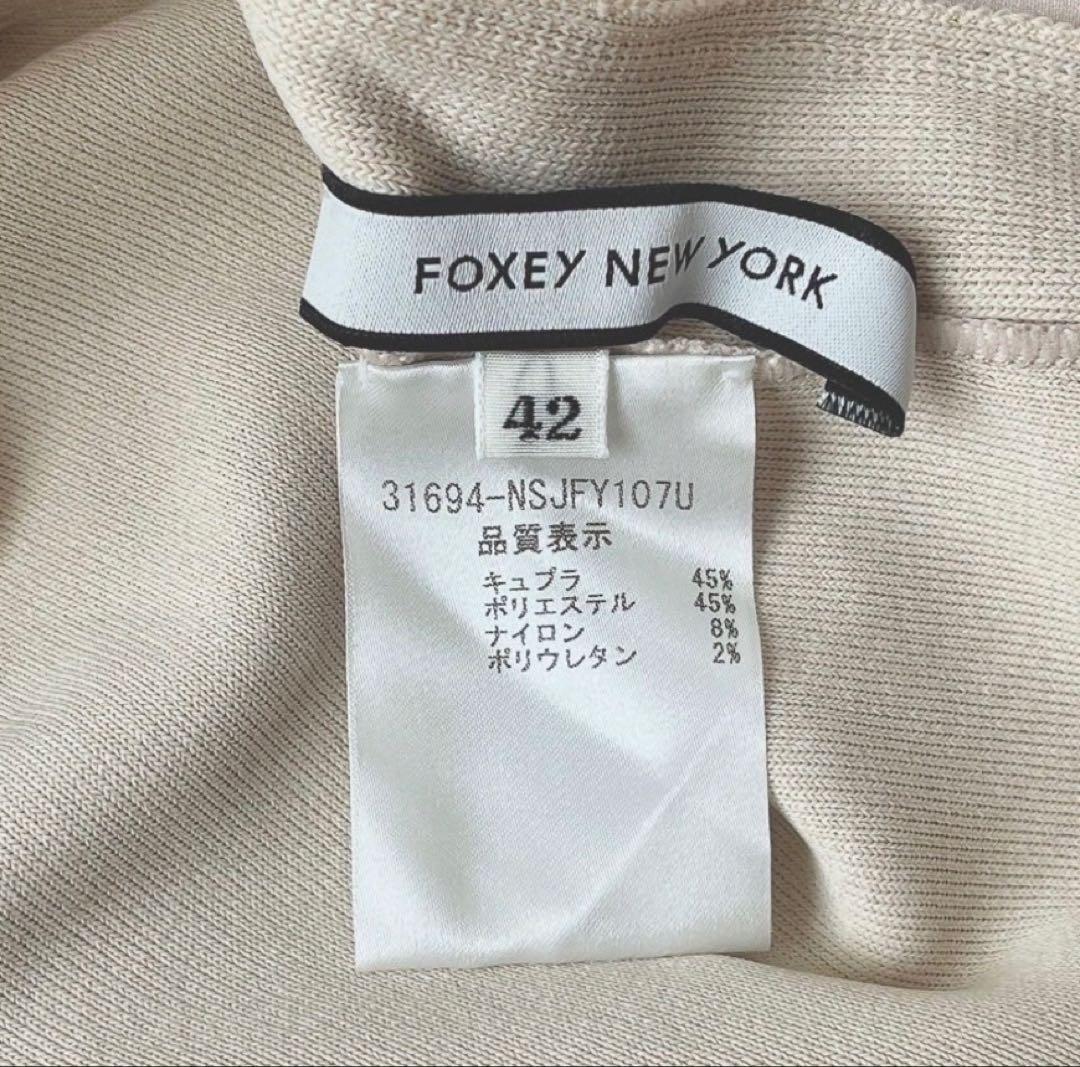 FOXEY NEW YORK
42
31694-NSJFY107U
品質表示
キュプラ 45%
ポリエステル 45%
ナイロン 8%
ポリウレタン 2%